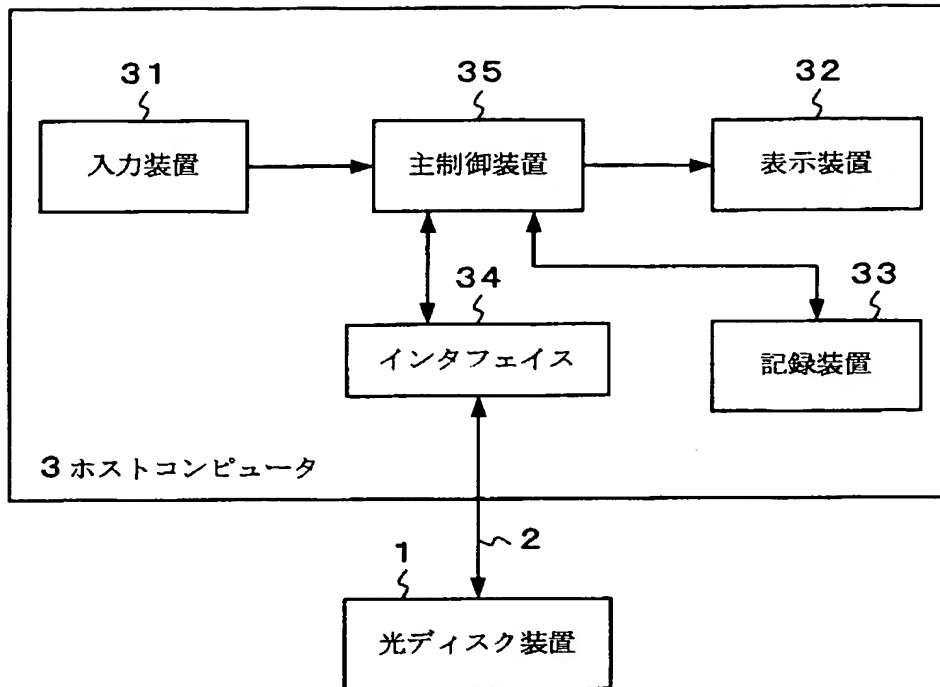 31
35
32
入力装置
主制御装置
表示装置
34
33
インタフェイス
記録装置
3 ホストコンピュータ
2
1
光ディスク装置